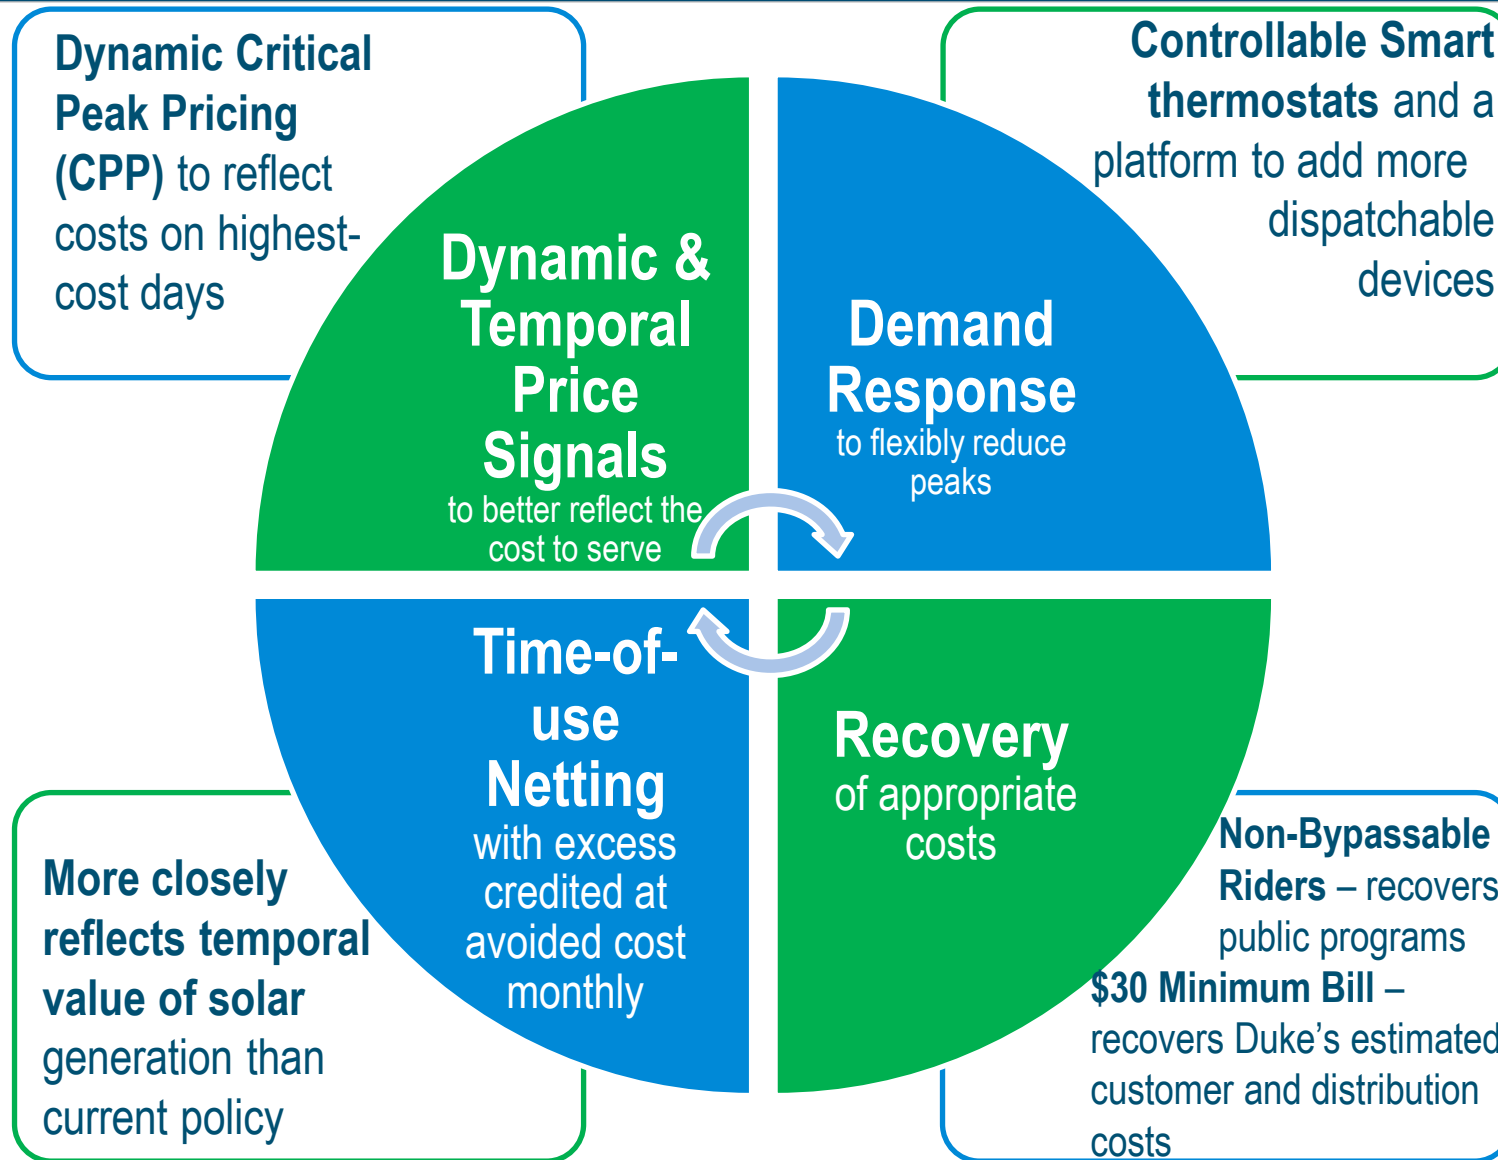 Dynamic Critical
Peak Pricing
(CPP) to reflect
costs on highest-
cost days
Controllable Smart
thermostats and a
platform to add more
dispatchable
devices
Dynamic &
Temporal
Price
Signals
to better reflect the
cost to serve
Demand
Response
to flexibly reduce
peaks
Time-of-
use
Netting
with excess
credited at
avoided cost
monthly
Recovery
of appropriate
costs
More closely
reflects temporal
value of solar
generation than
current policy
Non-Bypassable
Riders – recovers
public programs
$30 Minimum Bill –
recovers Duke’s estimated
customer and distribution
costs